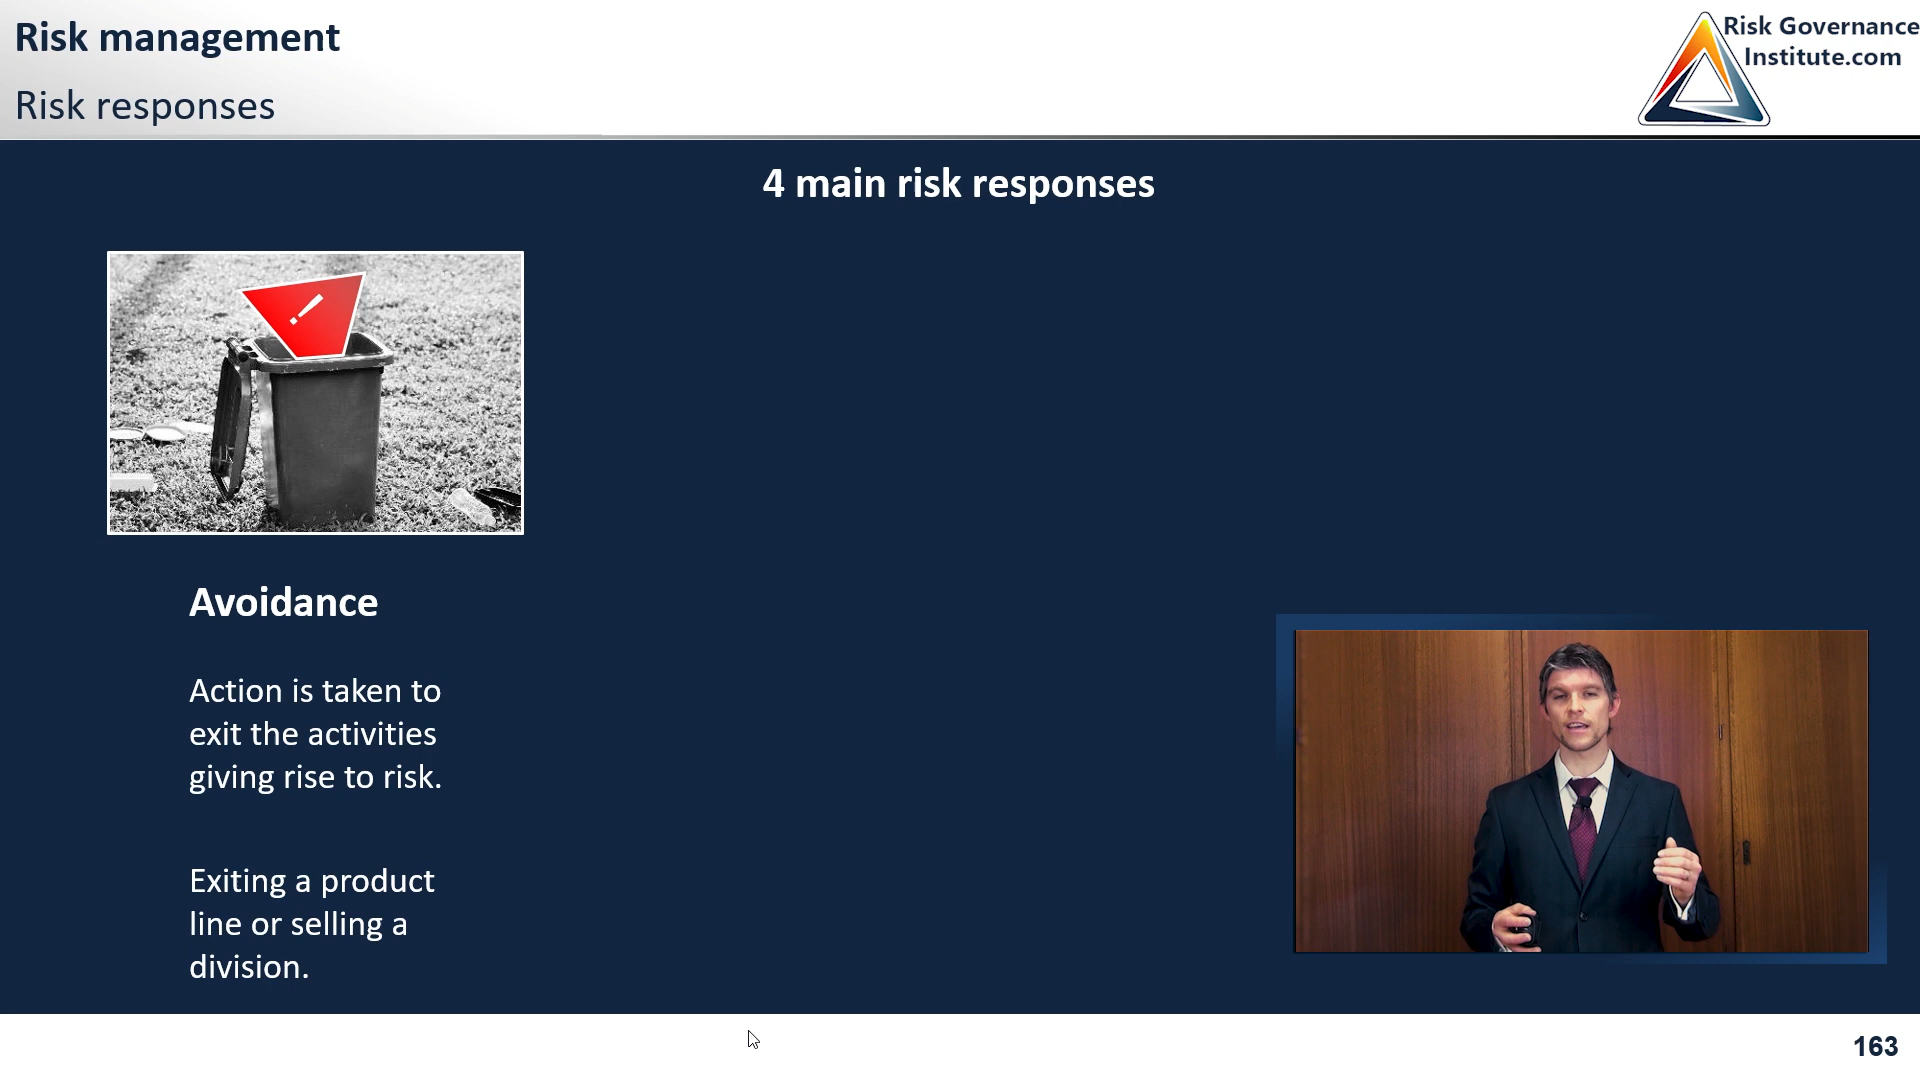 Risk management
Risk responses
Risk Governance
Institute.com
4 main risk responses
!
Avoidance
Action is taken to
exit the activities
giving rise to risk.
Exiting a product
line or selling a
division.
163